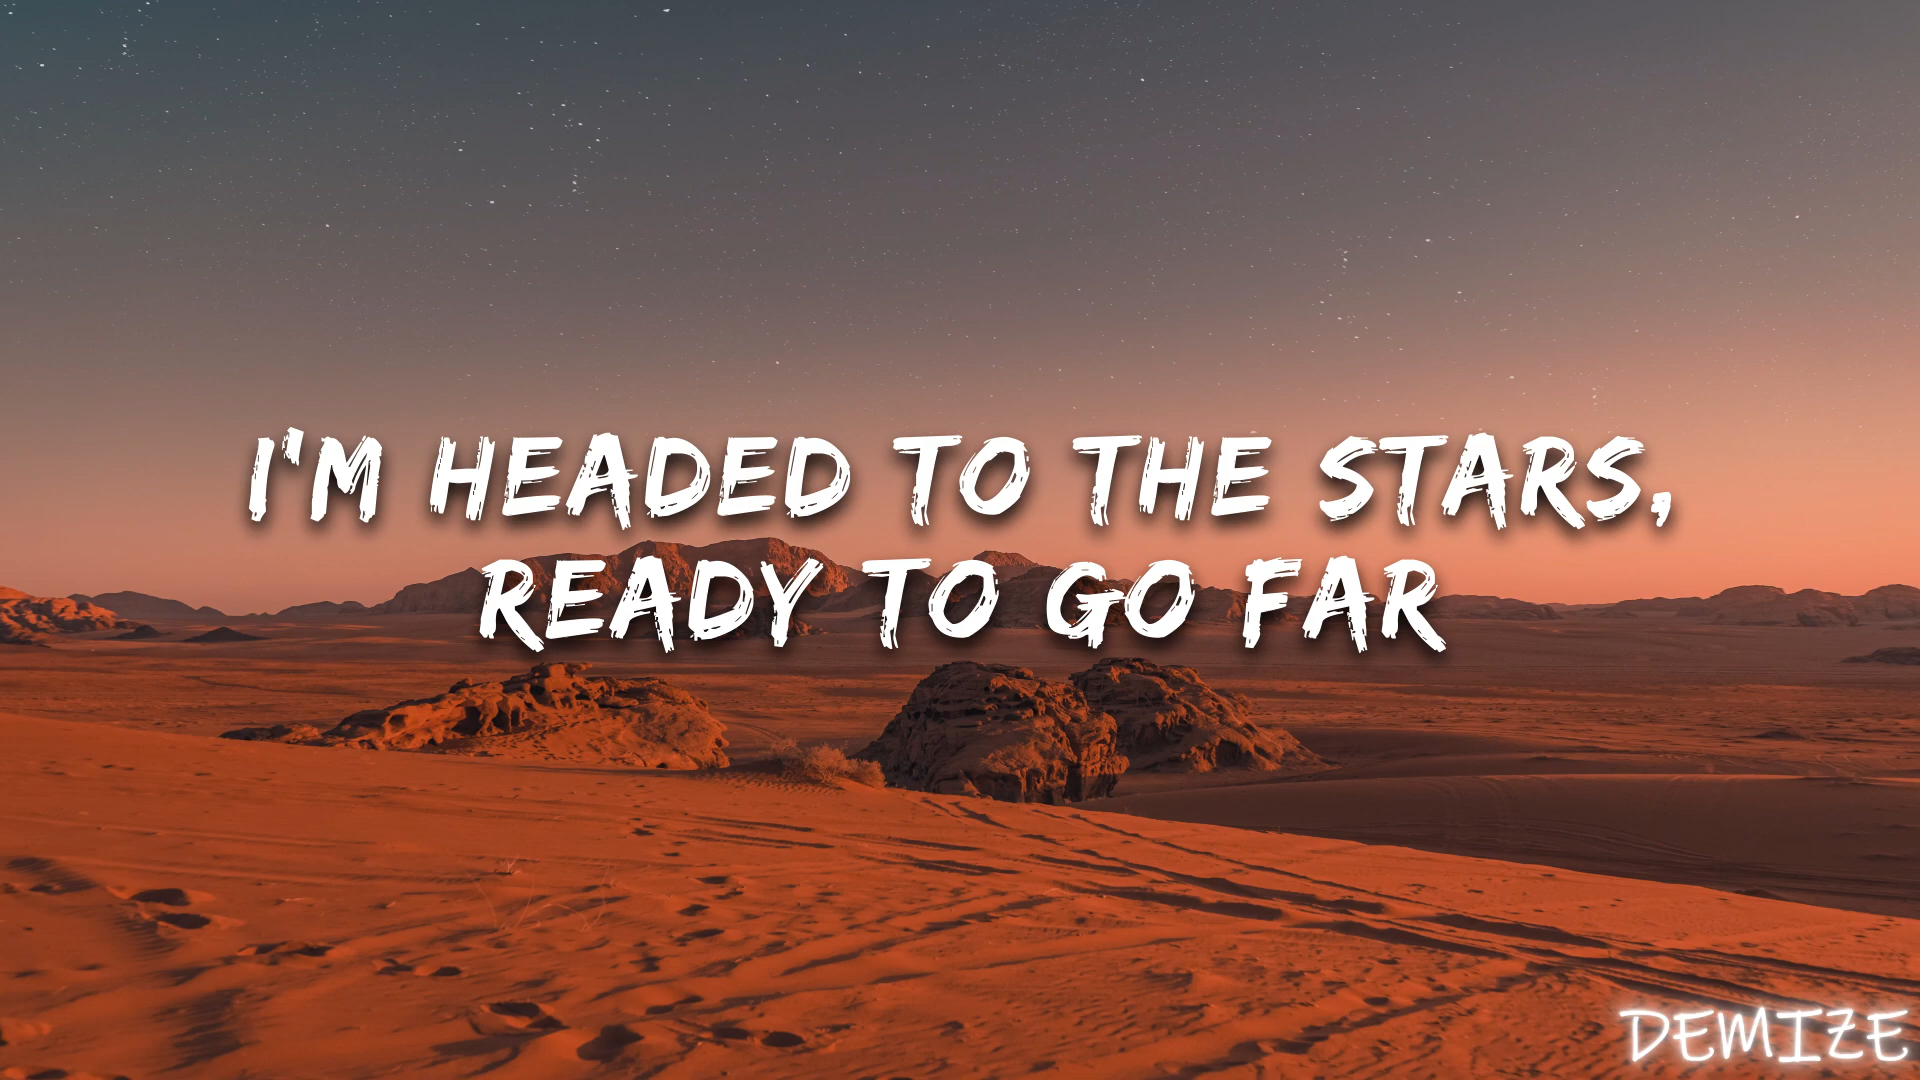 I'M HEADED TO THE STARS,
READY TO GO FAR
DEMIZE